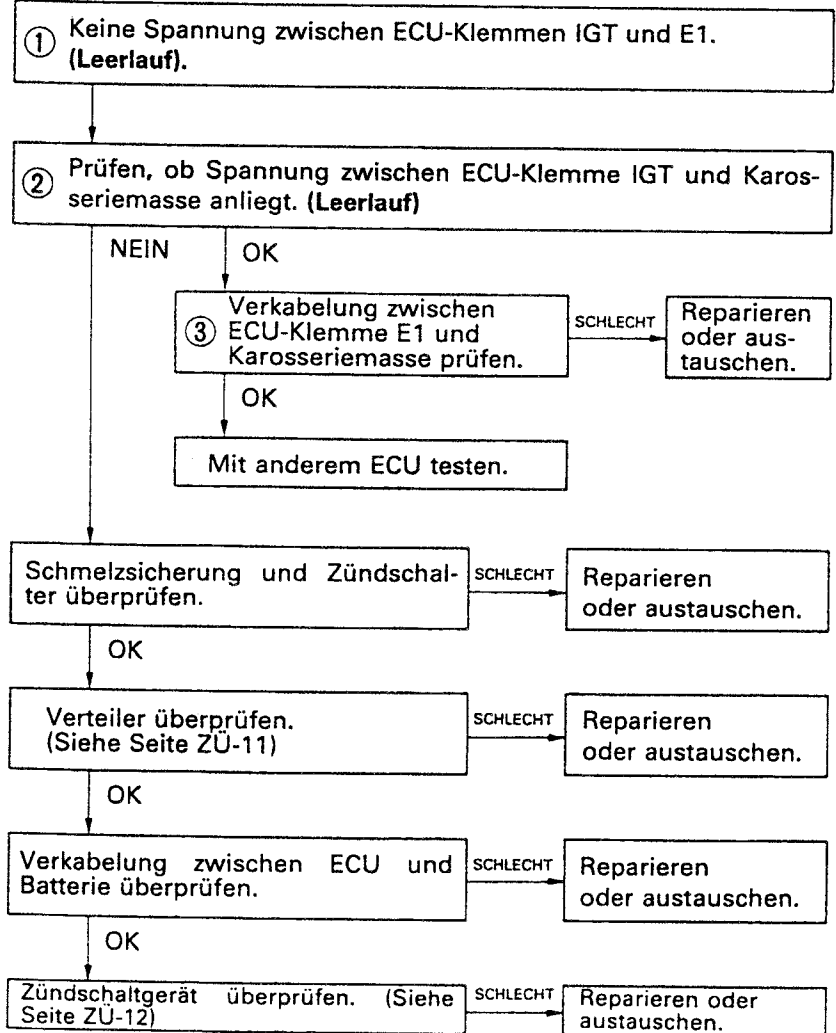 ① Keine Spannung zwischen ECU-Klemmen IGT und E1.
(Leerlauf).
② Prüfen, ob Spannung zwischen ECU-Klemme IGT und Karos-
seriemasse anliegt. (Leerlauf)
NEIN
OK
③ Verkabelung zwischen
ECU-Klemme E1 und
Karosseriemasse prüfen.
SCHLECHT
Reparieren
oder aus-
tauschen.
OK
Mit anderem ECU testen.
Schmelzsicherung und Zündschal-
ter überprüfen.
SCHLECHT
Reparieren
oder austauschen.
OK
Verteiler überprüfen.
(Siehe Seite ZÜ-11)
SCHLECHT
Reparieren
oder austauschen.
OK
Verkabelung zwischen ECU und
Batterie überprüfen.
SCHLECHT
Reparieren
oder austauschen.
OK
Zündschaltgerät überprüfen. (Siehe
Seite ZÜ-12)
SCHLECHT
Reparieren oder
austauschen.